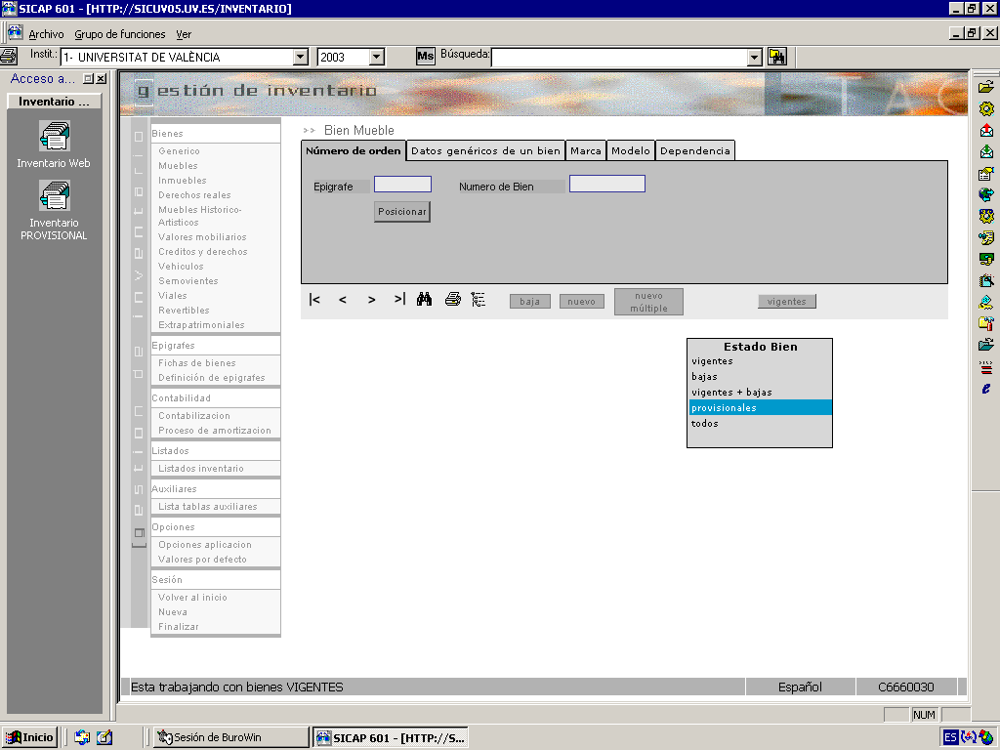 SICAP 601 - [HTTP://SICUV05.UV.ES/INVENTARIO]
Archivo Grupo de funciones Ver
Instit.: 1- UNIVERSITAT DE VALÈNCIA 2003 Ms Búsqueda:
Acceso a...
Inventario ...
Inventario Web
Inventario
PROVISIONAL
gestión de inventario
TAC
Bienes
Generico
Muebles
Inmuebles
Derechos reales
Muebles Historico-
Artisticos
Valores mobiliarios
Creditos y derechos
Vehiculos
Semovientes
Viales
Revertibles
Extrapatrimoniales
Epigrafes
Fichas de bienes
Definición de epigrafes
Contabilidad
Contabilizacion
Proceso de amortizacion
Listados
Listados inventario
Auxiliares
Lista tablas auxiliares
Opciones
Opciones aplicacion
Valores por defecto
Sesión
Volver al inicio
Nueva
Finalizar
>> Bien Mueble
Número de orden Datos genéricos de un bien Marca Modelo Dependencia
Epigrafe Numero de Bien
Posicionar
|< < > >| baja nuevo nuevo
múltiple vigentes
Estado Bien
vigentes
bajas
vigentes + bajas
provisionales
todos
Esta trabajando con bienes VIGENTES Español C6660030
NUM
Inicio Sesión de BuroWin SICAP 601 - [HTTP://S... ES